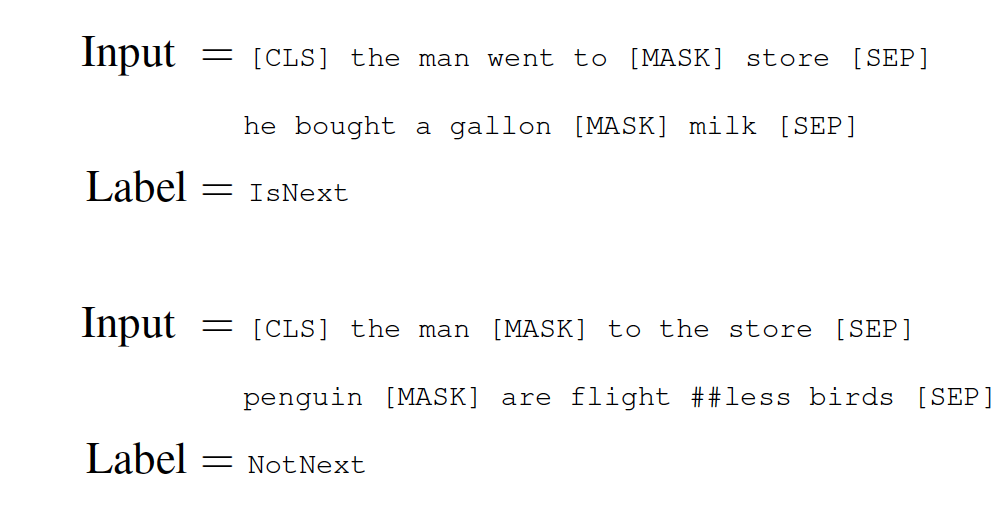 Input = [CLS] the man went to [MASK] store [SEP]
he bought a gallon [MASK] milk [SEP]
Label = IsNext
Input = [CLS] the man [MASK] to the store [SEP]
penguin [MASK] are flight ##less birds [SEP]
Label = NotNext